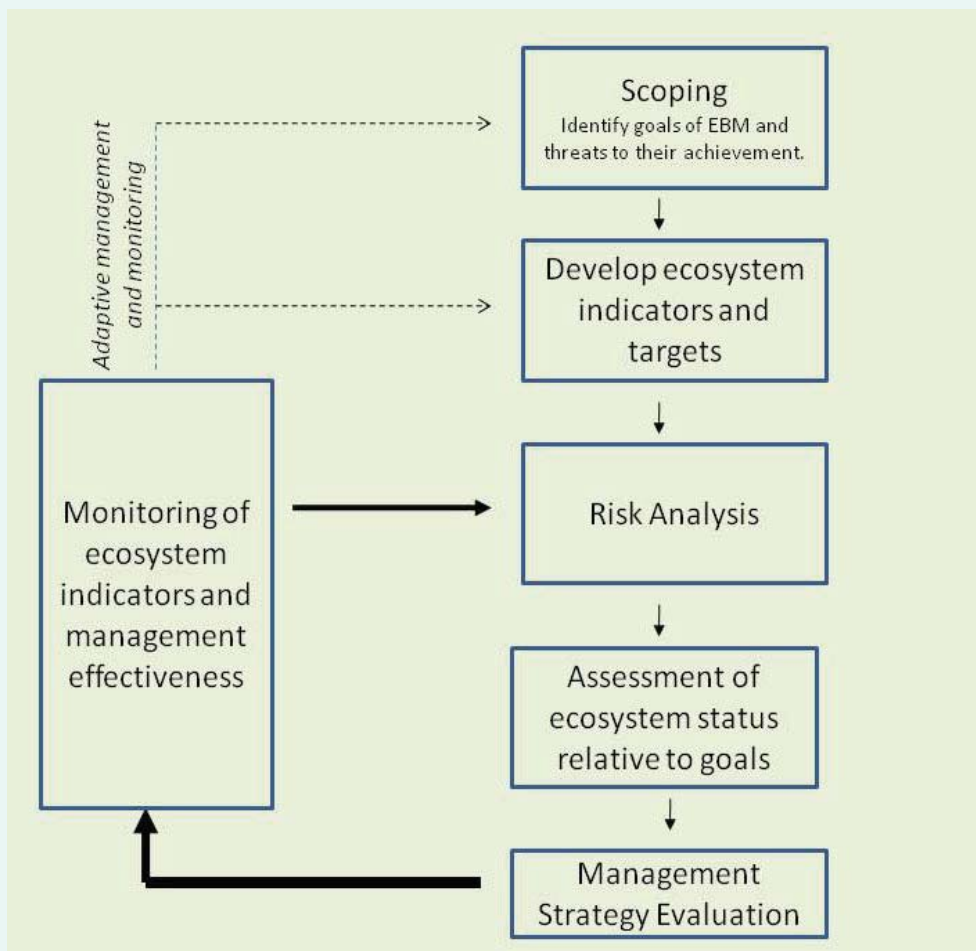 Scoping
Identify goals of EBM and
threats to their achievement.
Adaptive management
and monitoring
Develop ecosystem
indicators and
targets
Risk Analysis
Monitoring of
ecosystem
indicators and
management
effectiveness
Assessment of
ecosystem status
relative to goals
Management
Strategy Evaluation